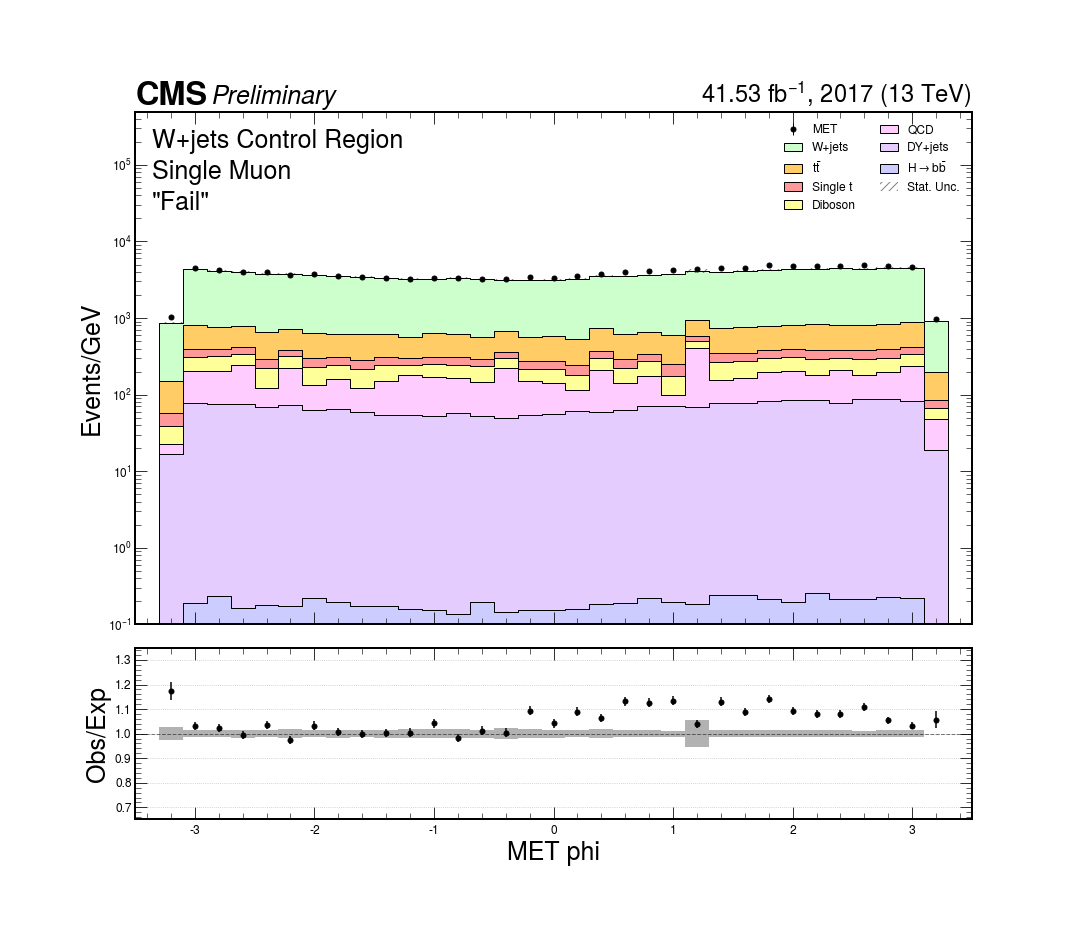 CMS Preliminary 41.53 fb⁻¹, 2017 (13 TeV)
W+jets Control Region
Single Muon
"Fail"
MET
W+jets
tt̄
Single t
Diboson
QCD
DY+jets
H→bb̄
Stat. Unc.
Events/GeV
10⁵
10⁴
10³
10²
10¹
10⁰
10⁻¹
Obs/Exp
1.3
1.2
1.1
1.0
0.9
0.8
0.7
-3 -2 -1 0 1 2 3
MET phi